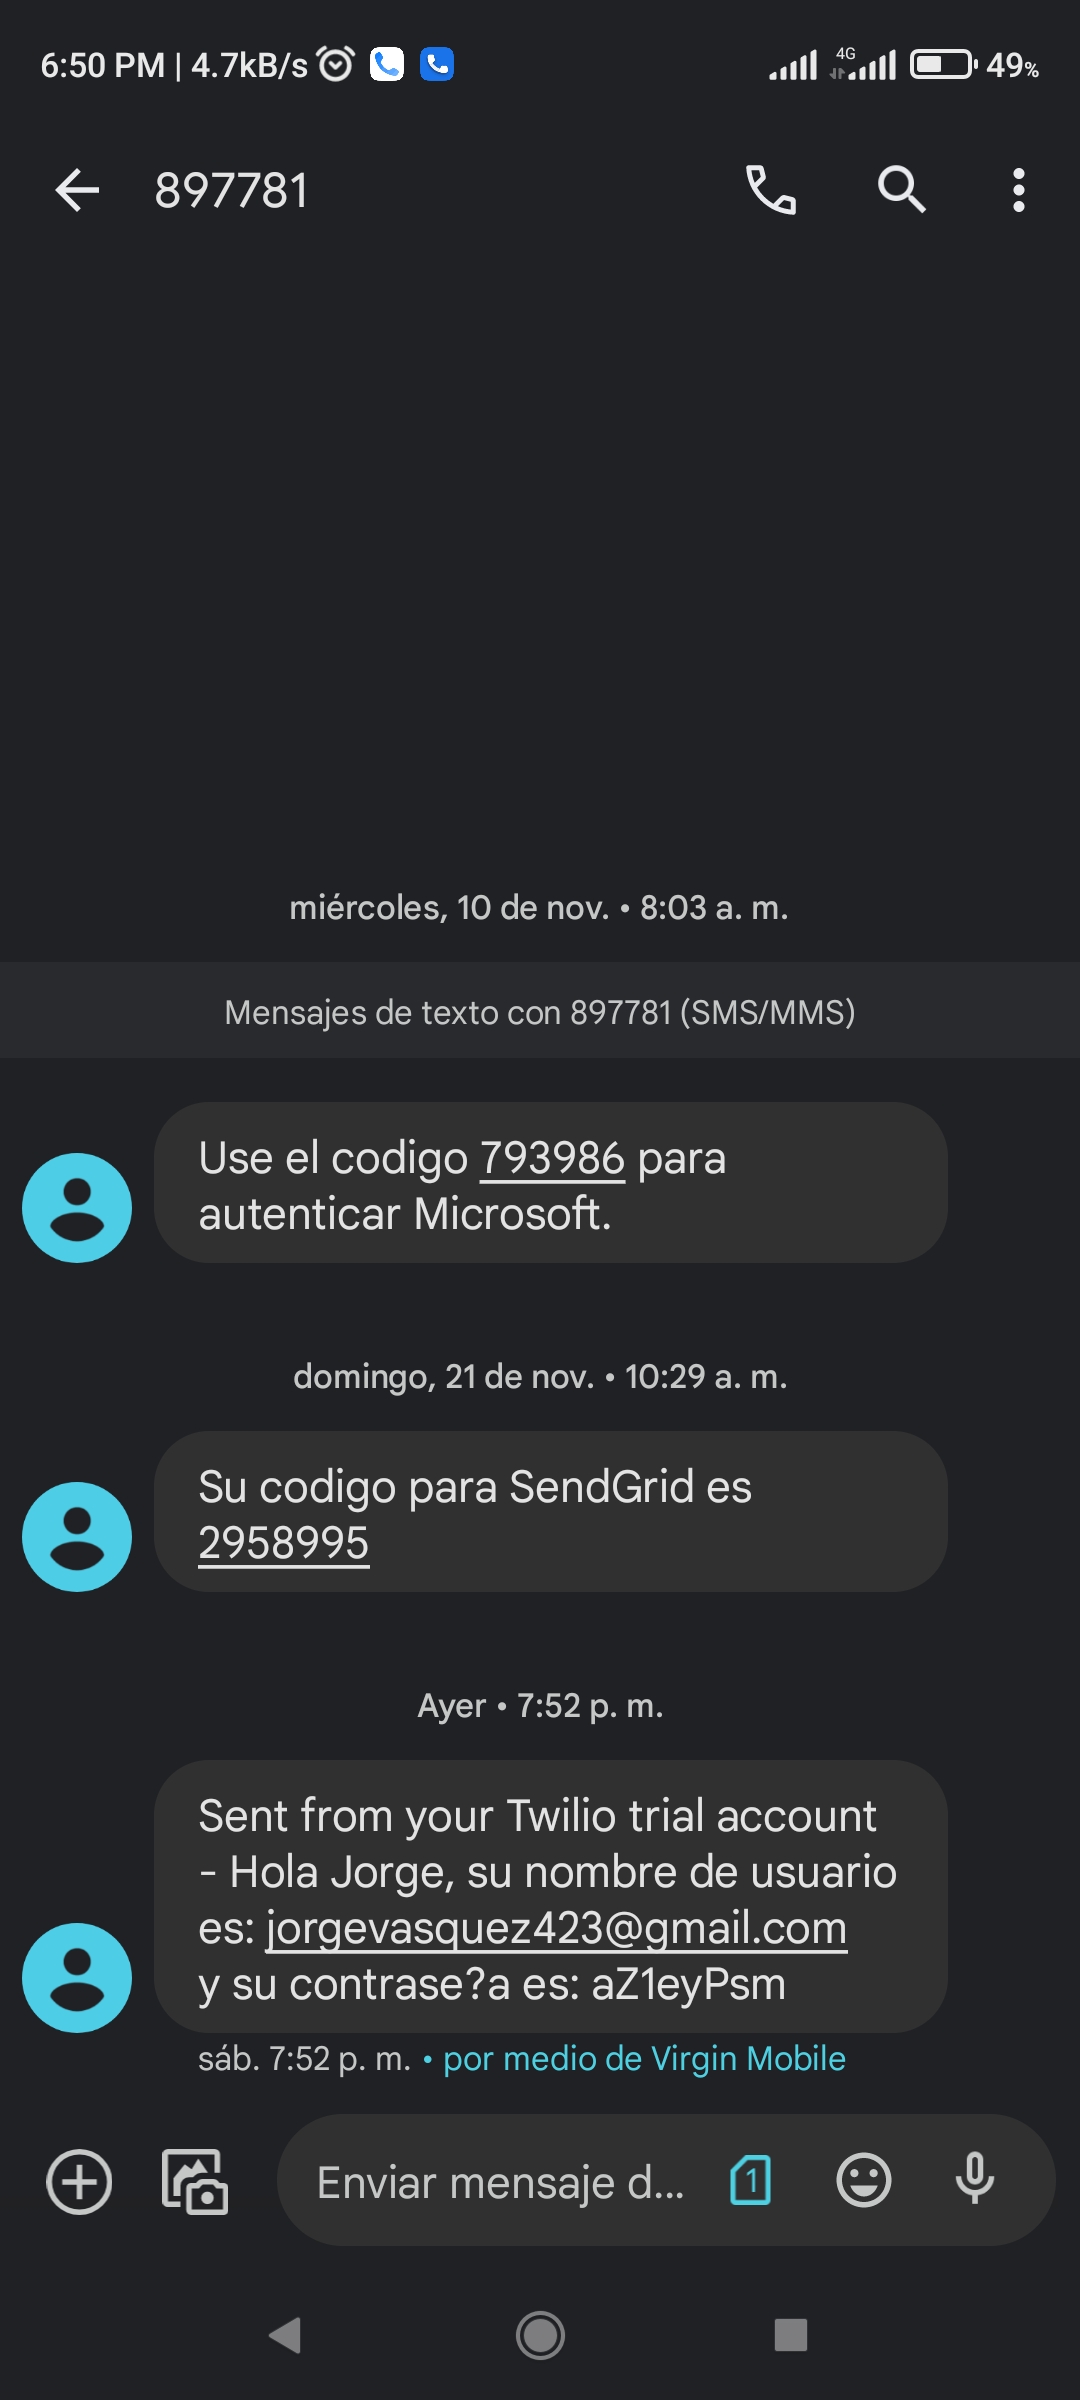 6:50 PM | 4.7kB/s 4G 49%
897781
miércoles, 10 de nov. • 8:03 a. m.
Mensajes de texto con 897781 (SMS/MMS)
Use el codigo 793986 para
autenticar Microsoft.
domingo, 21 de nov. • 10:29 a. m.
Su codigo para SendGrid es
2958995
Ayer • 7:52 p. m.
Sent from your Twilio trial account
- Hola Jorge, su nombre de usuario
es: jorgevasquez423@gmail.com
y su contrase?a es: aZ1eyPsm
sáb. 7:52 p. m. • por medio de Virgin Mobile
Enviar mensaje d... 1